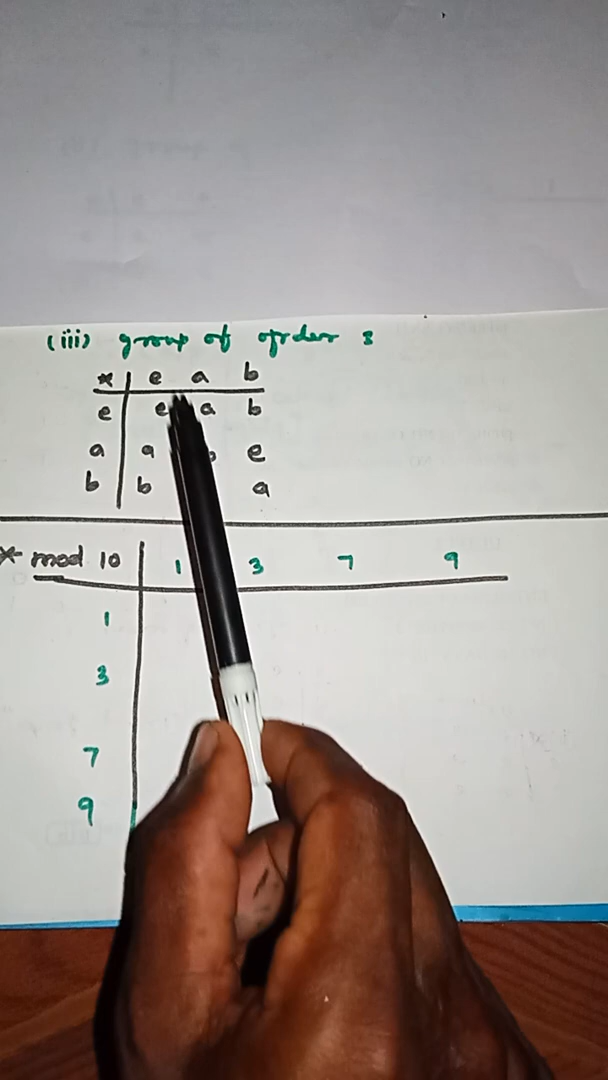 (iii) group of order 3
* e a b
e e a b
a a b e
b b a
* mod 10 1 3 7 9
1
3
7
9